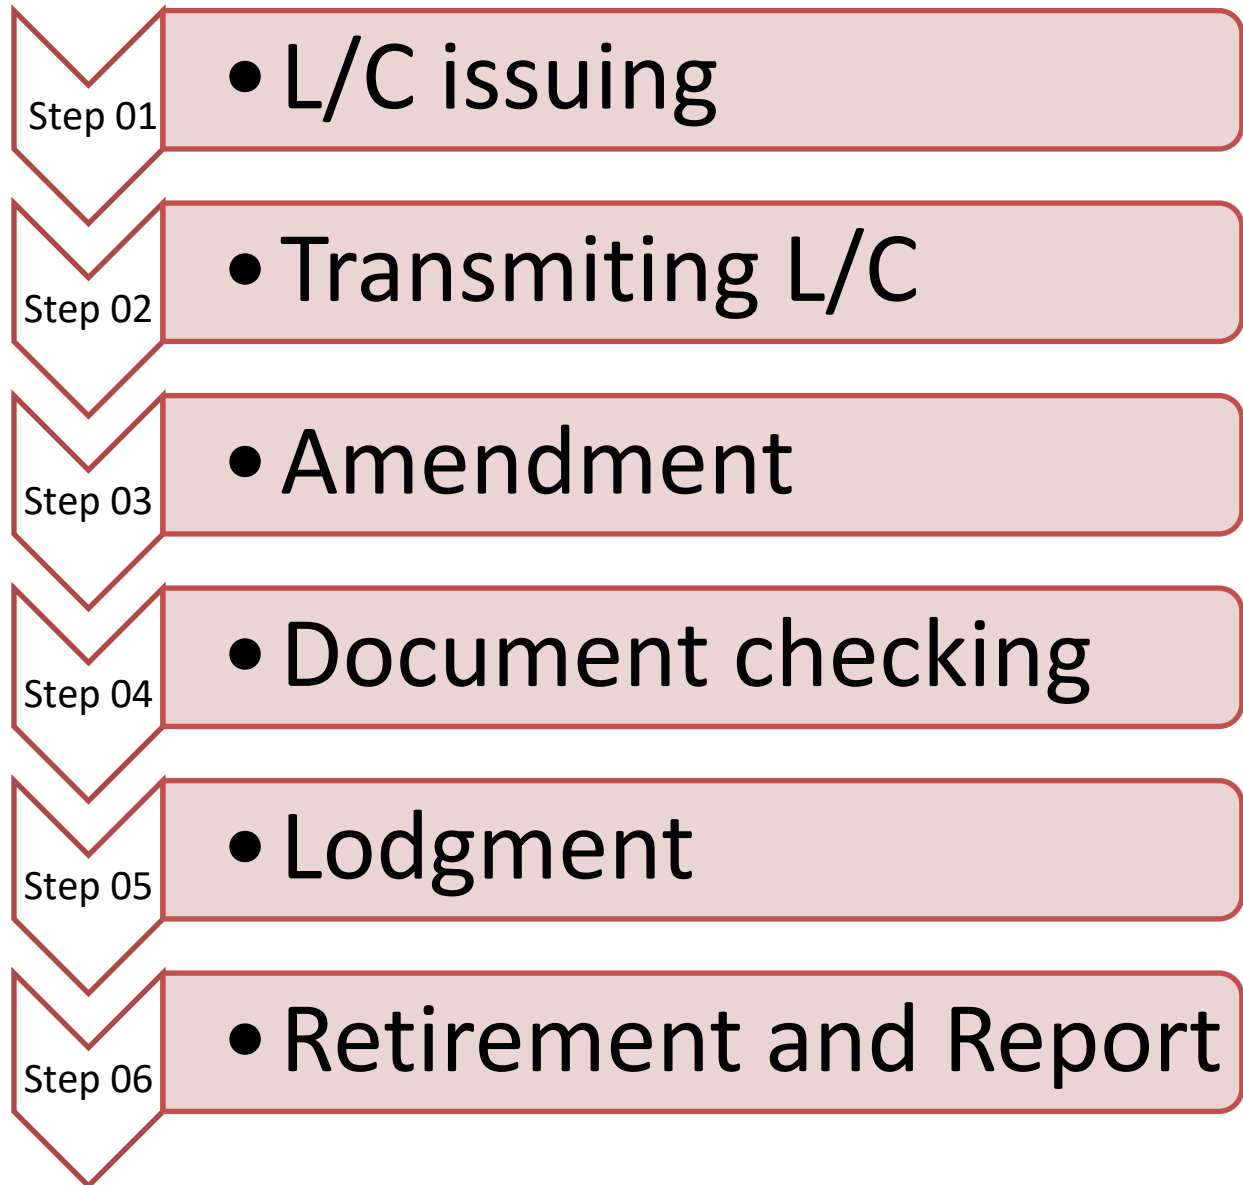 Step 01
• L/C issuing
Step 02
• Transmiting L/C
Step 03
• Amendment
Step 04
• Document checking
Step 05
• Lodgment
Step 06
• Retirement and Report